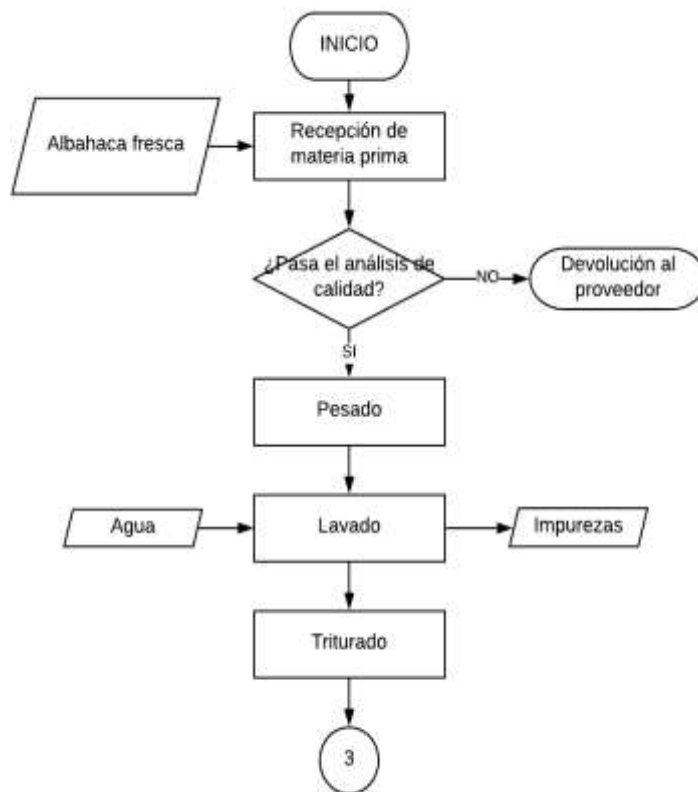 INICIO
Albahaca fresca
Recepción de
materia prima
¿Pasa el análisis de
calidad?
NO
Devolución al
proveedor
SI
Pesado
Agua
Lavado
Impurezas
Triturado
3